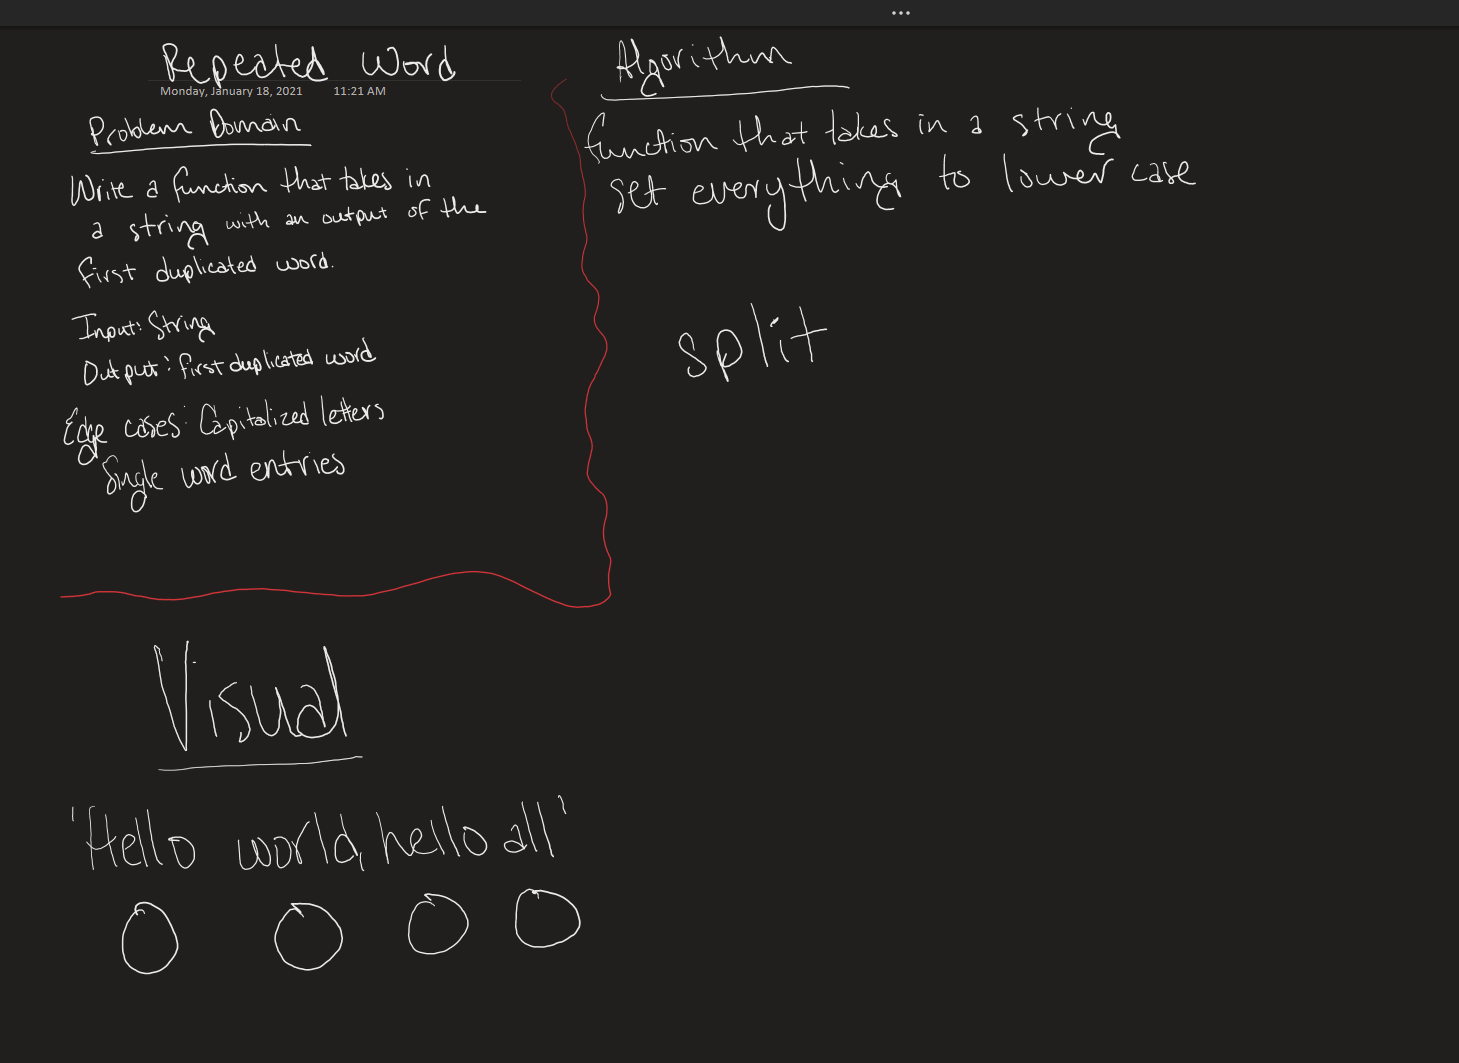 Repeated Word
Monday, January 18, 2021 11:21 AM
Problem Domain
Write a function that takes in
a string with an output of the
first duplicated word.
Input: String
Output: first duplicated word
Edge cases: Capitalized letters
Single word entries
Algorithm
function that takes in a string
set everything to lower case
split
Visual
'Hello world, hello all'